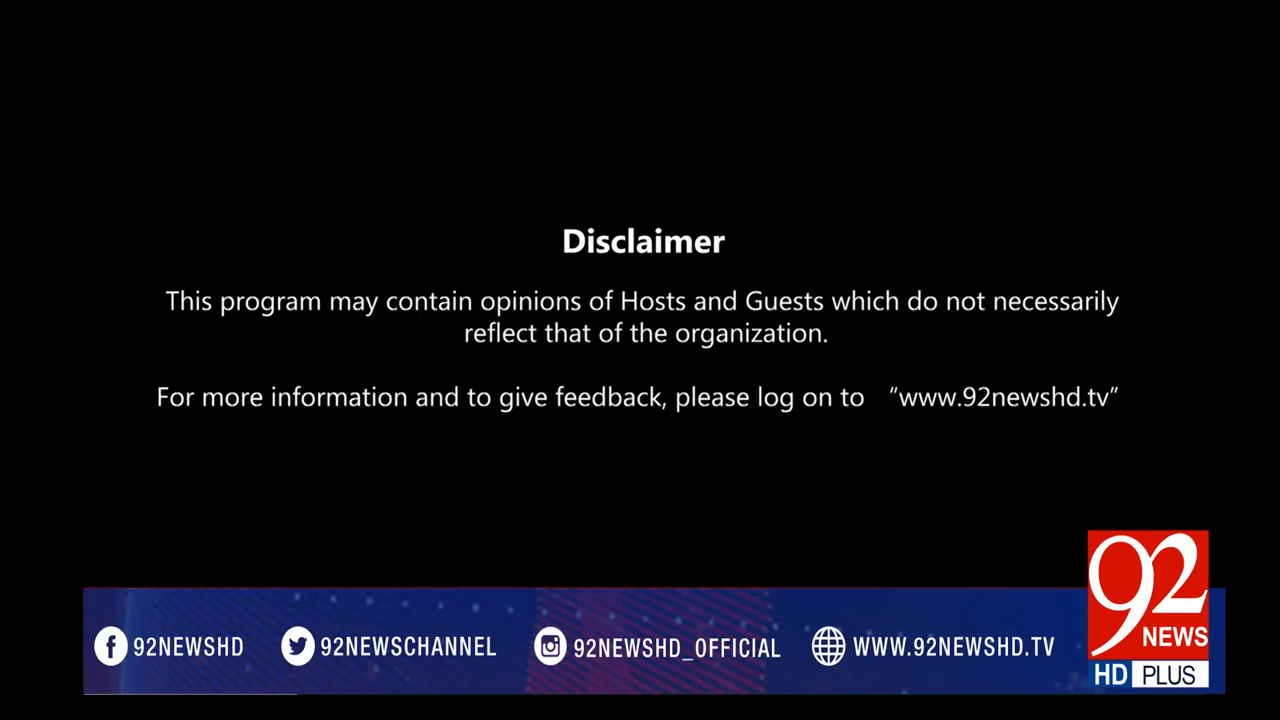 Disclaimer
This program may contain opinions of Hosts and Guests which do not necessarily
reflect that of the organization.
For more information and to give feedback, please log on to “www.92newshd.tv”
92NEWSHD
92NEWSCHANNEL
92NEWSHD_OFFICIAL
WWW.92NEWSHD.TV
92
NEWS
HD PLUS